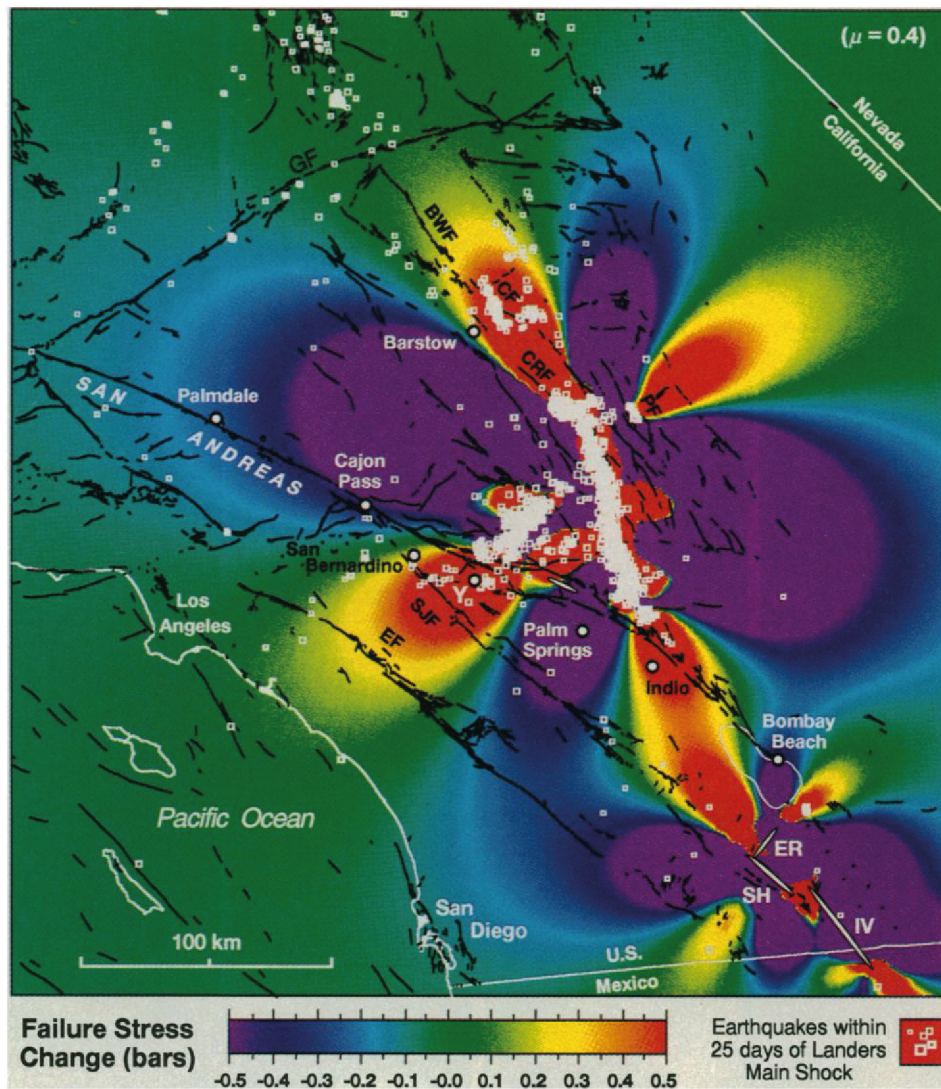 (μ = 0.4)
Nevada
California
GF
BWF
CF
Barstow
CRF
PF
SAN
ANDREAS
Palmdale
Cajon
Pass
San
Bernardino
Y
SJF
EF
Los
Angeles
Palm
Springs
Indio
Bombay
Beach
Pacific Ocean
ER
SH
IV
San
Diego
100 km
U.S.
Mexico
Failure Stress
Change (bars)
-0.5 -0.3 -0.2 -0.1 -0.0 0.1 0.2 0.3 0.4 0.5
Earthquakes within
25 days of Landers
Main Shock